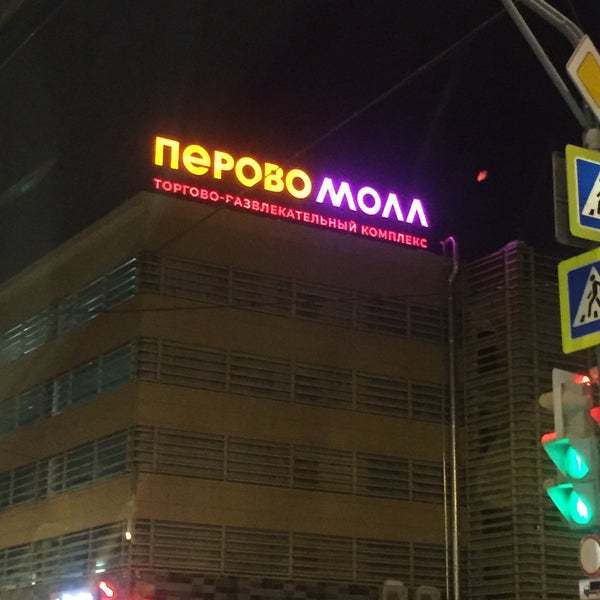 ПеРОВО МОЛЛ
ТОРГОВО-РАЗВЛЕКАТЕЛЬНЫЙ КОМПЛЕКС